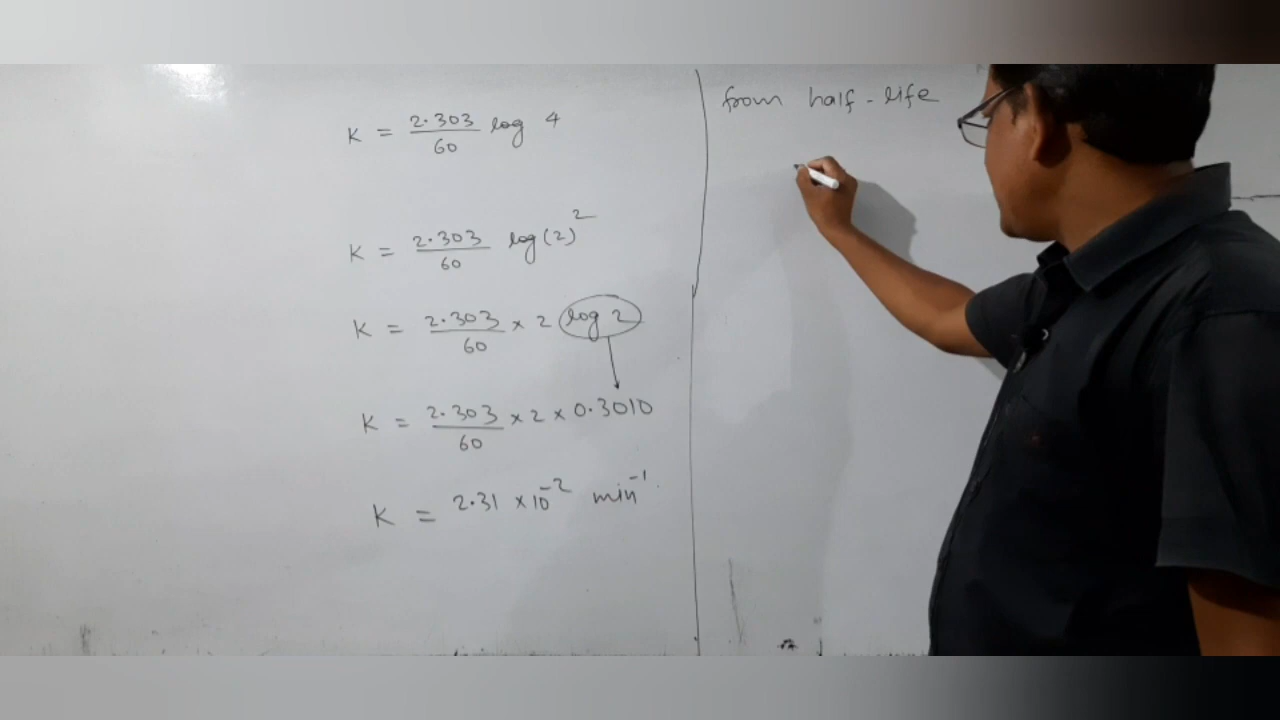 K = 2.303/60 log 4
K = 2.303/60 log(2)²
K = 2.303/60 × 2 log 2
K = 2.303/60 × 2 × 0.3010
K = 2.31 × 10⁻² min⁻¹
from half-life